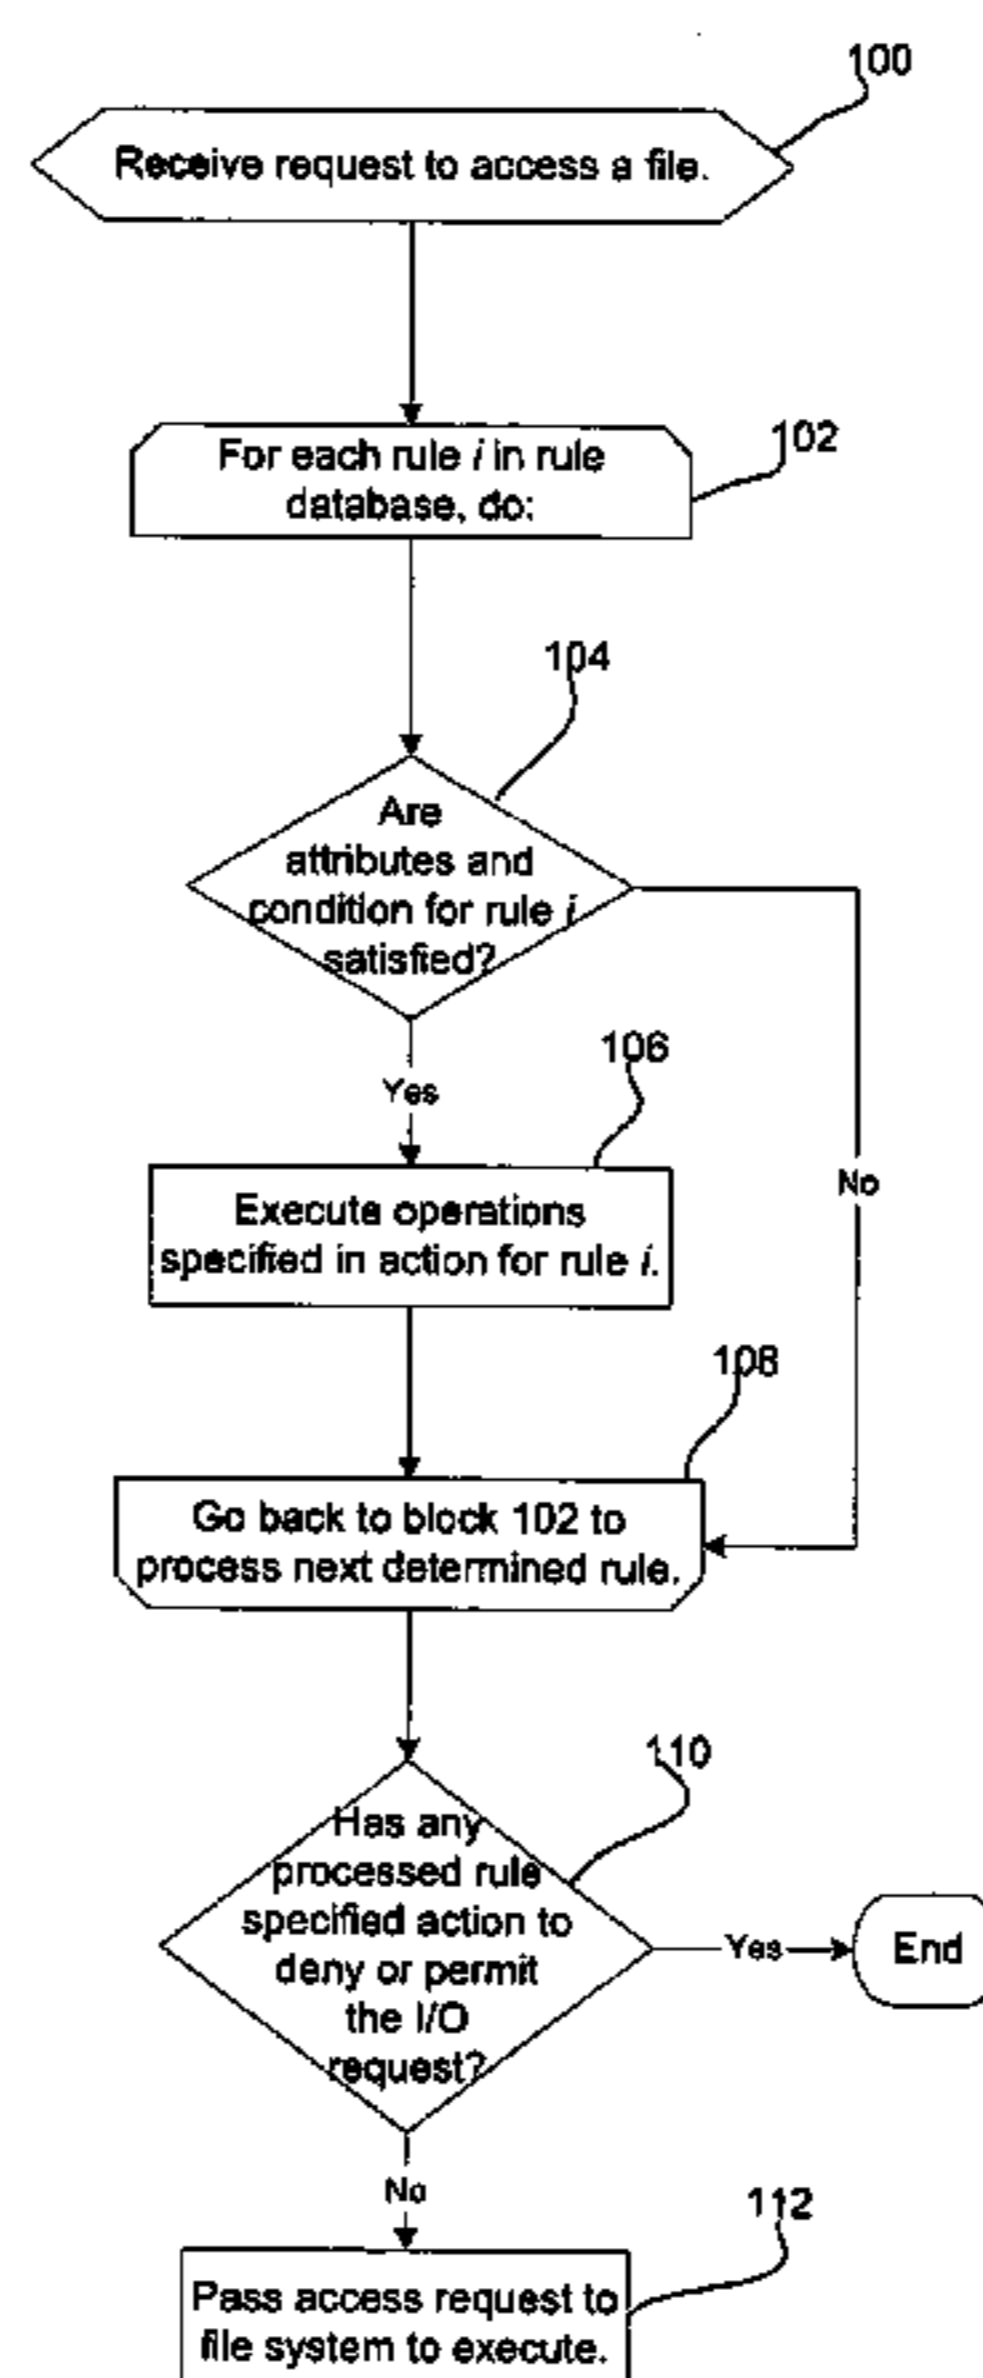 100
Receive request to access a file.
For each rule i in rule
database, do:
102
104
Are
attributes and
condition for rule i
satisfied?
106
Yes
Execute operations
specified in action for rule i.
No
108
Go back to block 102 to
process next determined rule.
110
Has any
processed rule
specified action to
deny or permit
the I/O
request?
Yes
End
No
112
Pass access request to
file system to execute.